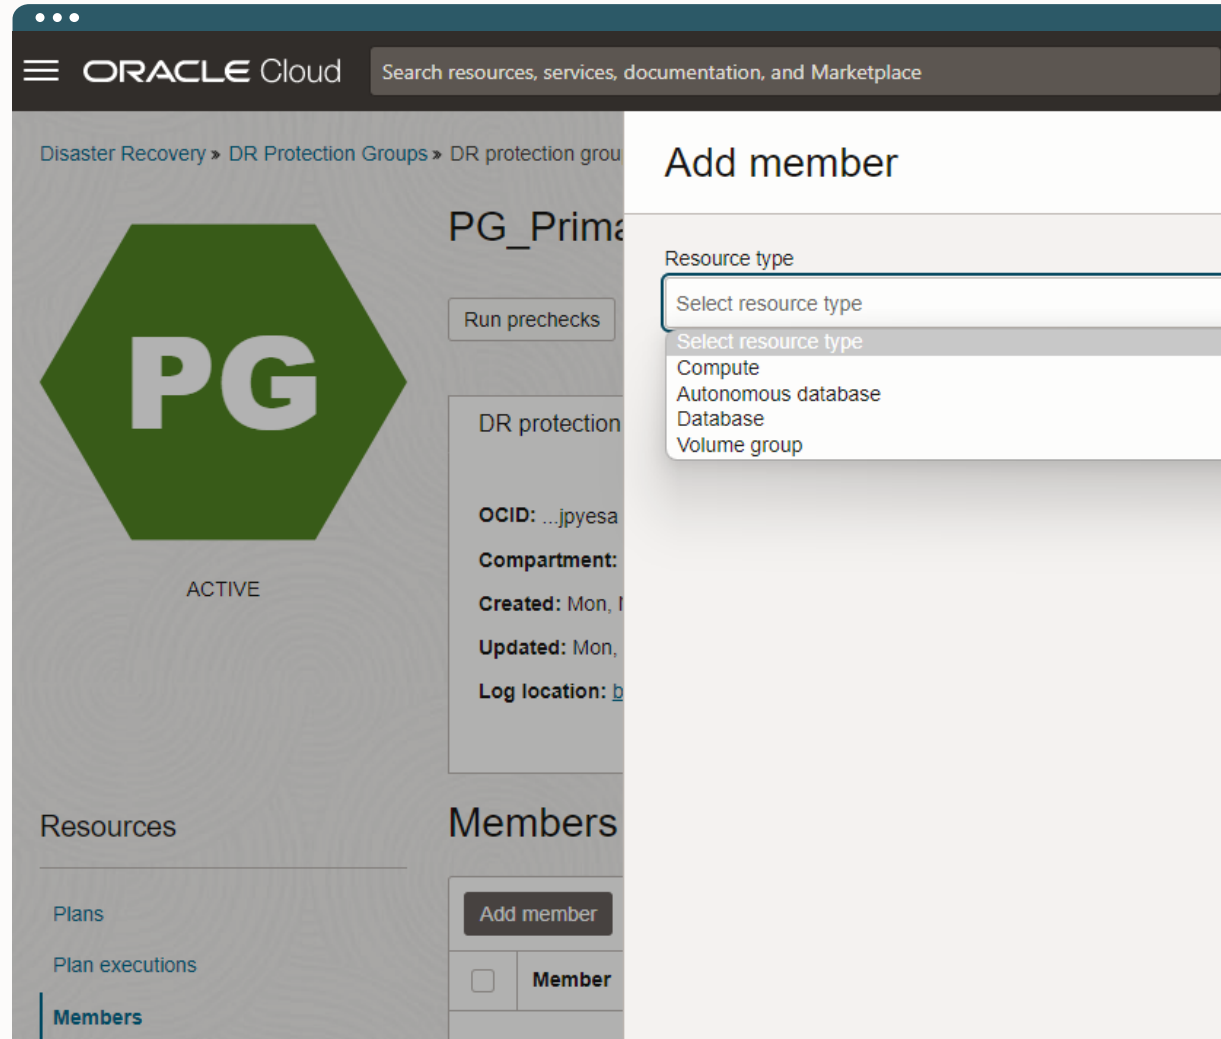 ORACLE Cloud
Search resources, services, documentation, and Marketplace
Disaster Recovery » DR Protection Groups » DR protection grou
PG
ACTIVE
PG_Prima
Run prechecks
DR protection
OCID: ...jpyesa
Compartment:
Created: Mon,
Updated: Mon,
Log location: b
Resources
Plans
Plan executions
Members
Members
Add member
Member
Add member
Resource type
Select resource type
Select resource type
Compute
Autonomous database
Database
Volume group